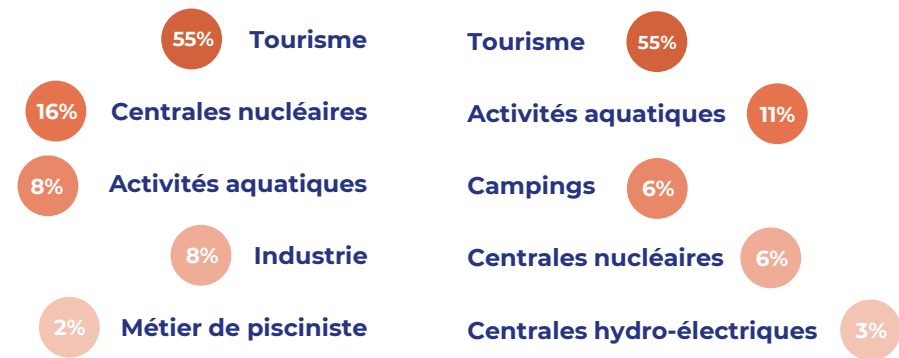 55% Tourisme
16% Centrales nucléaires
8% Activités aquatiques
8% Industrie
2% Métier de pisciniste
Tourisme 55%
Activités aquatiques 11%
Campings 6%
Centrales nucléaires 6%
Centrales hydro-électriques 3%